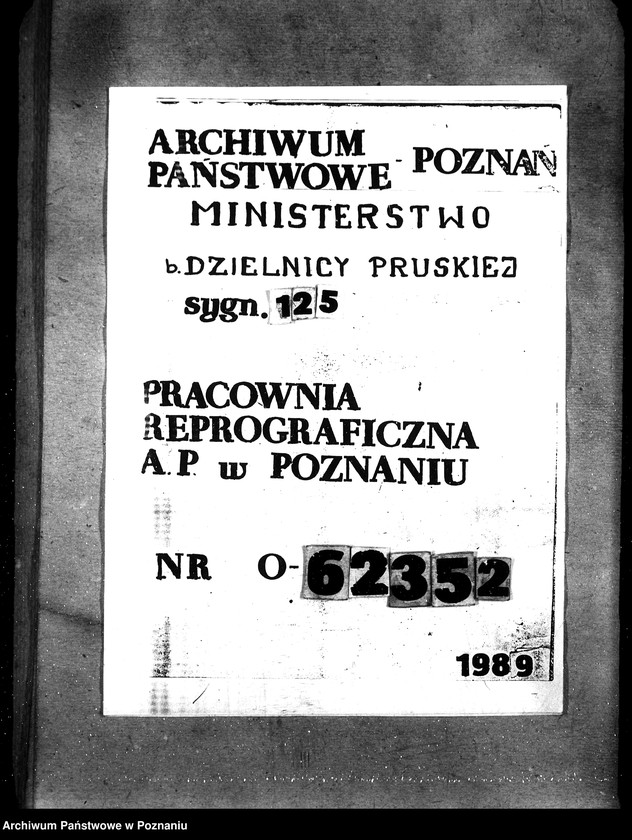 ARCHIWUM
PAŃSTWOWE - POZNAŃ
MINISTERSTWO
b. DZIELNICY PRUSKIEJ
sygn. 125
PRACOWNIA
REPROGRAFICZNA
A.P. w POZNANIU
NR O-62352
1989
Archiwum Państwowe w Poznaniu